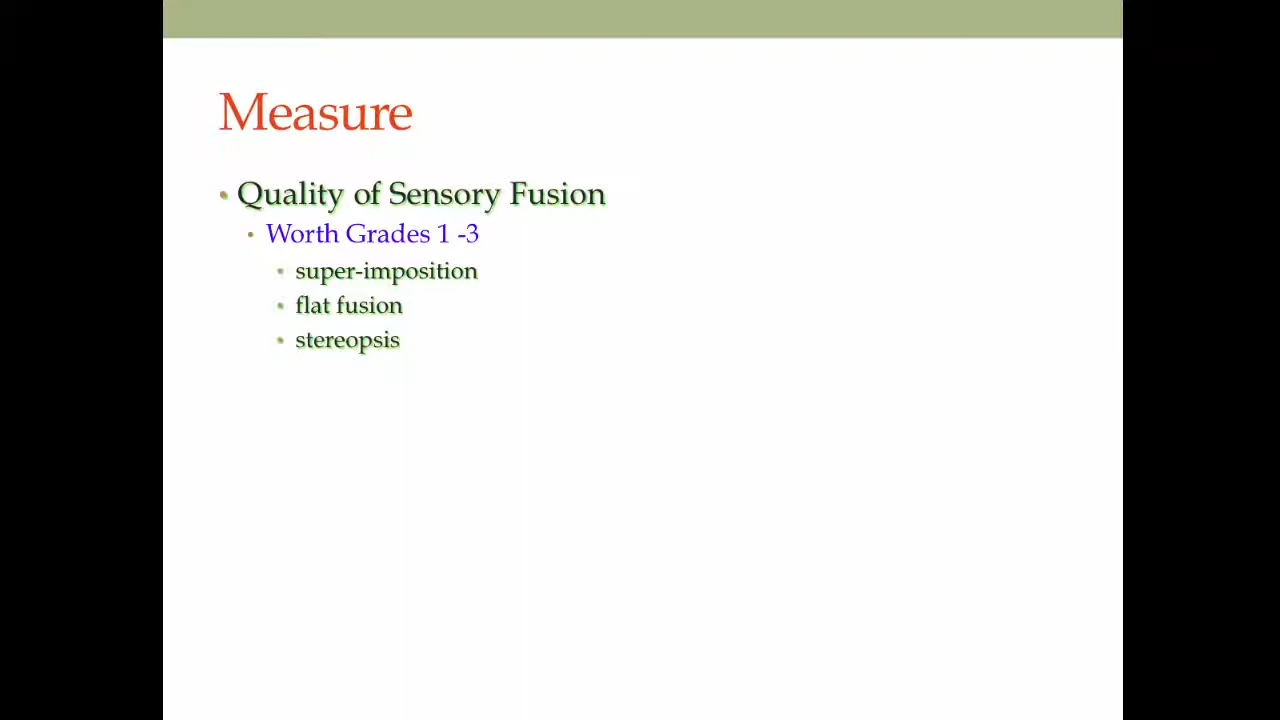 Measure
• Quality of Sensory Fusion
• Worth Grades 1 -3
• super-imposition
• flat fusion
• stereopsis